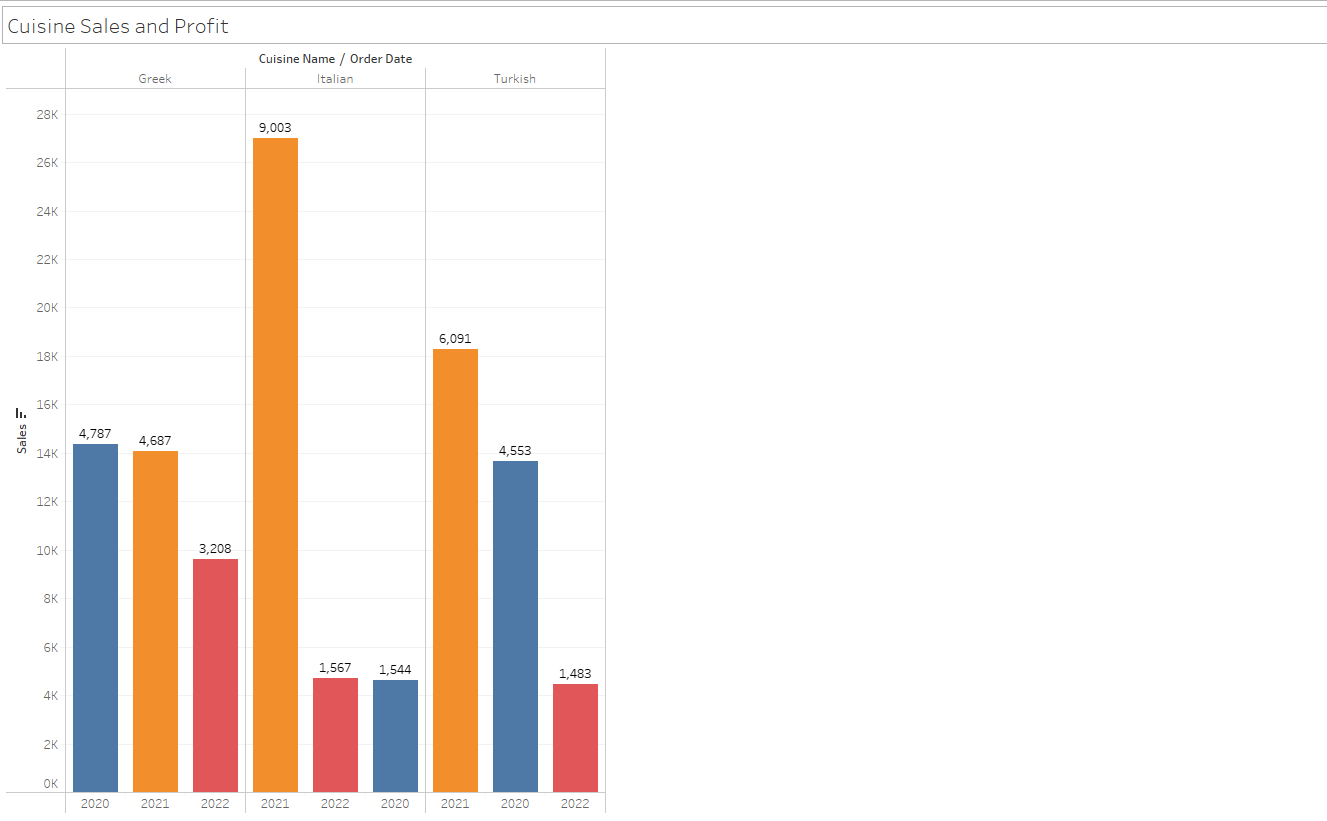 Cuisine Sales and Profit
Cuisine Name / Order Date
Greek Italian Turkish
28K
9,003
26K
24K
22K
20K
6,091
18K
16K
Sales
4,787 4,687
4,553
14K
12K
3,208
10K
8K
6K
1,567 1,544 1,483
4K
2K
0K
2020 2021 2022 2021 2022 2020 2021 2020 2022